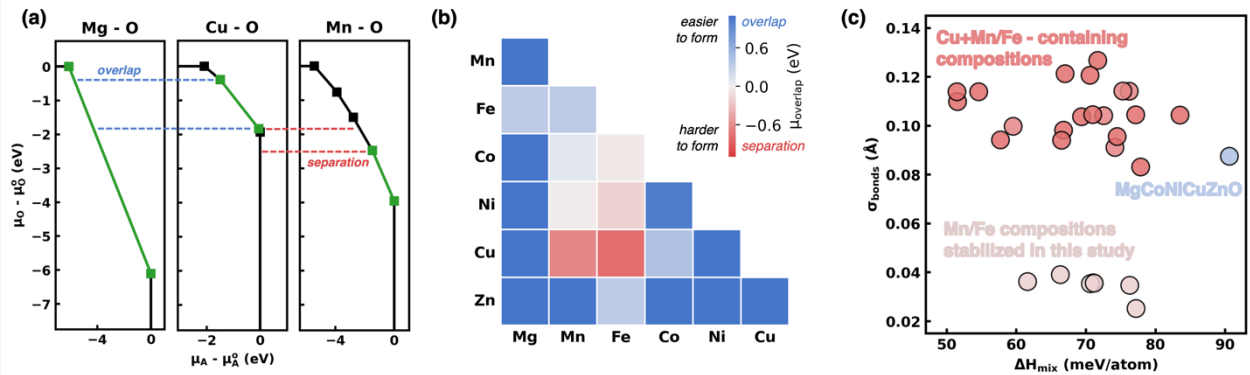 (a)
Mg - O
Cu - O
Mn - O
0
−1
−2
−3
−4
−5
−6
−7
μO - μ°O (eV)
overlap
separation
−4
0
−2
0
−4
0
μA - μ°A (eV)
(b)
easier
to form
overlap
harder
to form
separation
0.6
0.0
−0.6
μoverlap (eV)
Mn
Fe
Co
Ni
Cu
Zn
Mg
Mn
Fe
Co
Ni
Cu
(c)
0.14
0.12
0.10
0.08
0.06
0.04
0.02
σbonds (Å)
Cu+Mn/Fe - containing
compositions
MgCoNiCuZnO
Mn/Fe compositions
stabilized in this study
50
60
70
80
90
ΔHmix (meV/atom)